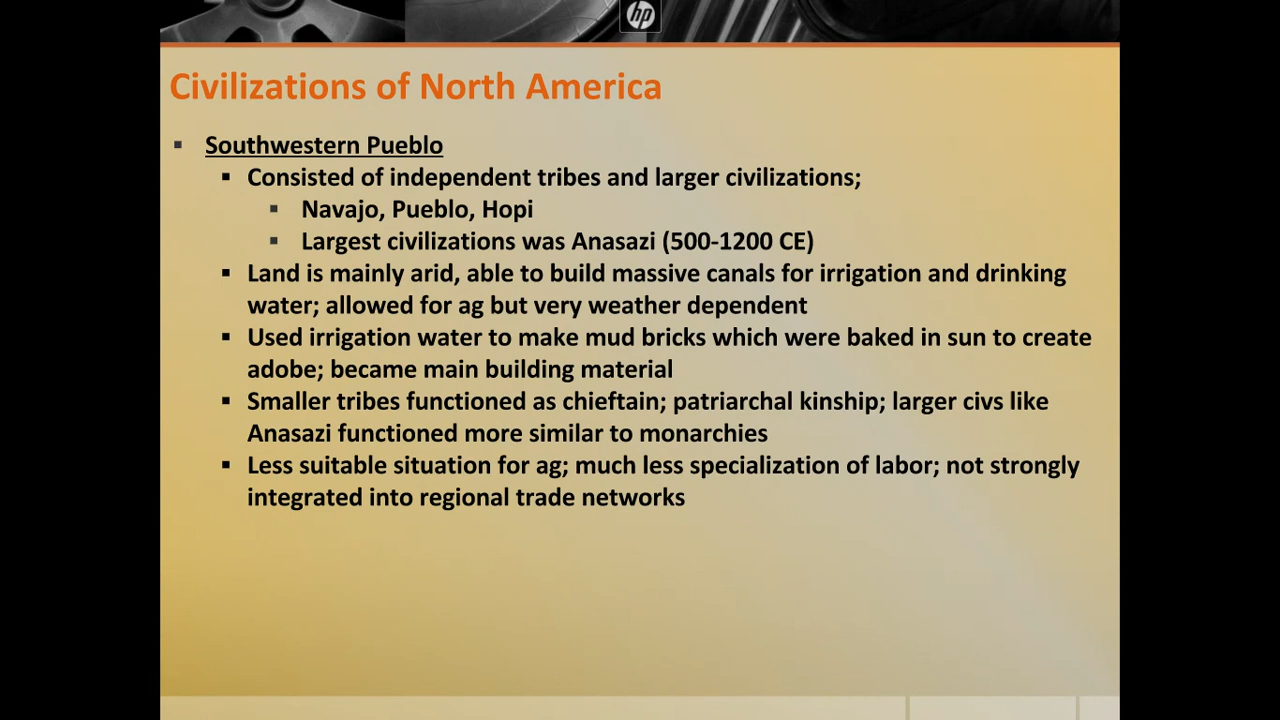 hp
Civilizations of North America
Southwestern Pueblo
Consisted of independent tribes and larger civilizations;
Navajo, Pueblo, Hopi
Largest civilizations was Anasazi (500-1200 CE)
Land is mainly arid, able to build massive canals for irrigation and drinking
water; allowed for ag but very weather dependent
Used irrigation water to make mud bricks which were baked in sun to create
adobe; became main building material
Smaller tribes functioned as chieftain; patriarchal kinship; larger civs like
Anasazi functioned more similar to monarchies
Less suitable situation for ag; much less specialization of labor; not strongly
integrated into regional trade networks